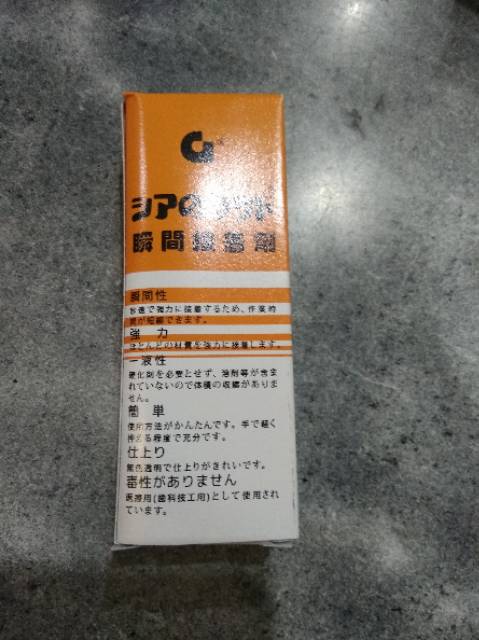 シアノンド
瞬間接着剤
瞬間性
秒速で強力に接着するため、作業時
間が短縮できます。
強 力
ほとんどの材質を強力に接着します。
一液性
硬化剤を必要とせず、溶剤等が含ま
れていないので体積の収縮がありま
せん。
簡 単
使用方法がかんたんです。手で軽く
押える程度で充分です。
仕上り
無色透明で仕上りがきれいです。
毒性がありません
医療用(歯科技工用)として使用され
ています。